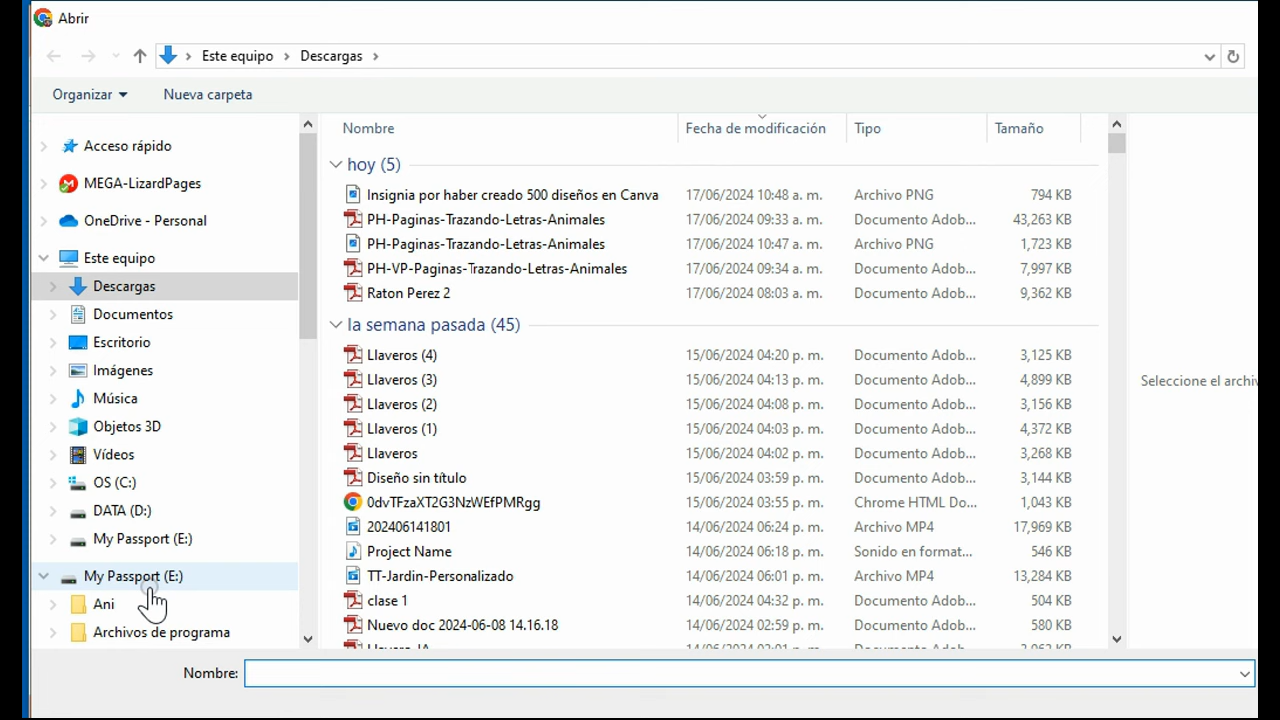 Abrir
Este equipo > Descargas >
Organizar
Nueva carpeta
Acceso rápido
MEGA-LizardPages
OneDrive - Personal
Este equipo
Descargas
Documentos
Escritorio
Imágenes
Música
Objetos 3D
Vídeos
OS (C:)
DATA (D:)
My Passport (E:)
My Passport (E:)
Ani
Archivos de programa
Nombre Fecha de modificación Tipo Tamaño
hoy (5)
Insignia por haber creado 500 diseños en Canva 17/06/2024 10:48 a. m. Archivo PNG 794 KB
PH-Paginas-Trazando-Letras-Animales 17/06/2024 09:33 a. m. Documento Adob... 43,263 KB
PH-Paginas-Trazando-Letras-Animales 17/06/2024 10:47 a. m. Archivo PNG 1,723 KB
PH-VP-Paginas-Trazando-Letras-Animales 17/06/2024 09:34 a. m. Documento Adob... 7,997 KB
Raton Perez 2 17/06/2024 08:03 a. m. Documento Adob... 9,362 KB
la semana pasada (45)
Llaveros (4) 15/06/2024 04:20 p. m. Documento Adob... 3,125 KB
Llaveros (3) 15/06/2024 04:13 p. m. Documento Adob... 4,899 KB
Llaveros (2) 15/06/2024 04:08 p. m. Documento Adob... 3,156 KB
Llaveros (1) 15/06/2024 04:03 p. m. Documento Adob... 4,372 KB
Llaveros 15/06/2024 04:02 p. m. Documento Adob... 3,268 KB
Diseño sin título 15/06/2024 03:59 p. m. Documento Adob... 3,144 KB
0dvTFzaXT2G3NzWEfPMRgg 15/06/2024 03:55 p. m. Chrome HTML Do... 1,043 KB
202406141801 14/06/2024 06:24 p. m. Archivo MP4 17,969 KB
Project Name 14/06/2024 06:18 p. m. Sonido en format... 546 KB
TT-Jardin-Personalizado 14/06/2024 06:01 p. m. Archivo MP4 13,284 KB
clase 1 14/06/2024 04:32 p. m. Documento Adob... 504 KB
Nuevo doc 2024-06-08 14.16.18 14/06/2024 02:59 p. m. Documento Adob... 580 KB
Seleccione el archiv
Nombre: